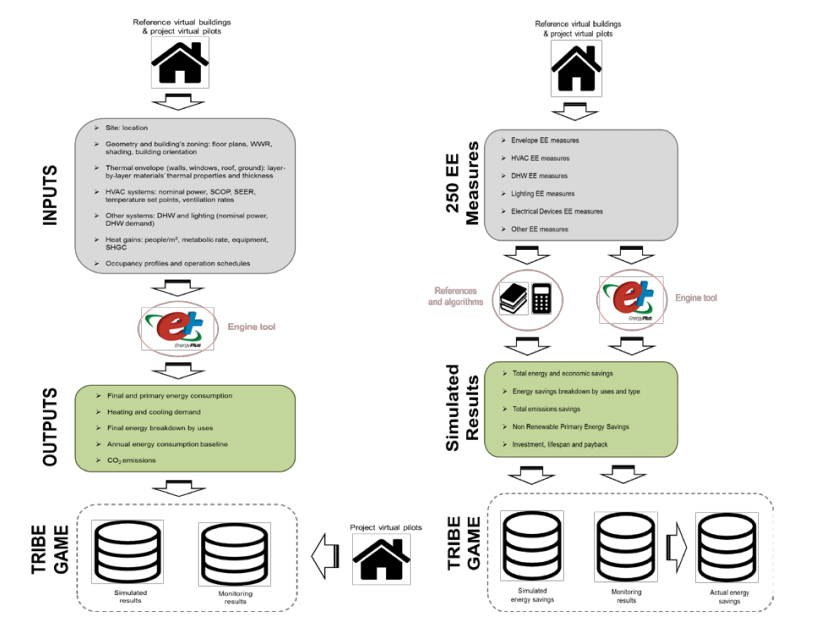 Reference virtual buildings
& project virtual pilots
INPUTS
➢ Site: location
➢ Geometry and building's zoning: floor plans, WWR,
shading, building orientation
➢ Thermal envelope (walls, windows, roof, ground): layer-
by-layer materials' thermal properties and thickness
➢ HVAC systems: nominal power, SCOP, SEER,
temperature set points, ventilation rates
➢ Other systems: DHW and lighting (nominal power,
DHW demand)
➢ Heat gains: people/m², metabolic rate, equipment,
SHGC
➢ Occupancy profiles and operation schedules
e+
EnergyPlus
Engine tool
OUTPUTS
➢ Final and primary energy consumption
➢ Heating and cooling demand
➢ Final energy breakdown by uses
➢ Annual energy consumption baseline
➢ CO₂ emissions
TRIBE
GAME
Simulated
results
Monitoring
results
Project virtual pilots
Reference virtual buildings
& project virtual pilots
250 EE
Measures
➢ Envelope EE measures
➢ HVAC EE measures
➢ DHW EE measures
➢ Lighting EE measures
➢ Electrical Devices EE measures
➢ Other EE measures
References
and algorithms
e+
EnergyPlus
Engine tool
Simulated
Results
➢ Total energy and economic savings
➢ Energy savings breakdown by uses and type
➢ Total emissions savings
➢ Non Renewable Primary Energy Savings
➢ Investment, lifespan and payback
TRIBE
GAME
Simulated
energy savings
Monitoring
results
Actual energy
savings